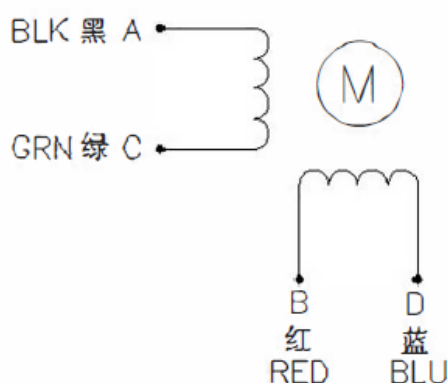 BLK 黑 A
M
GRN 绿 C
B D
红 蓝
RED BLU